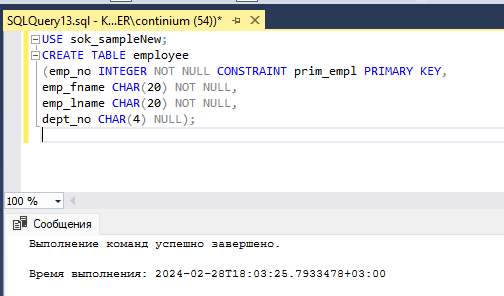 SQLQuery13.sql - K...ER\continium (54))*
USE sok_sampleNew;
CREATE TABLE employee
(emp_no INTEGER NOT NULL CONSTRAINT prim_empl PRIMARY KEY,
emp_fname CHAR(20) NOT NULL,
emp_lname CHAR(20) NOT NULL,
dept_no CHAR(4) NULL);
100 %
Сообщения
Выполнение команд успешно завершено.
Время выполнения: 2024-02-28T18:03:25.7933478+03:00